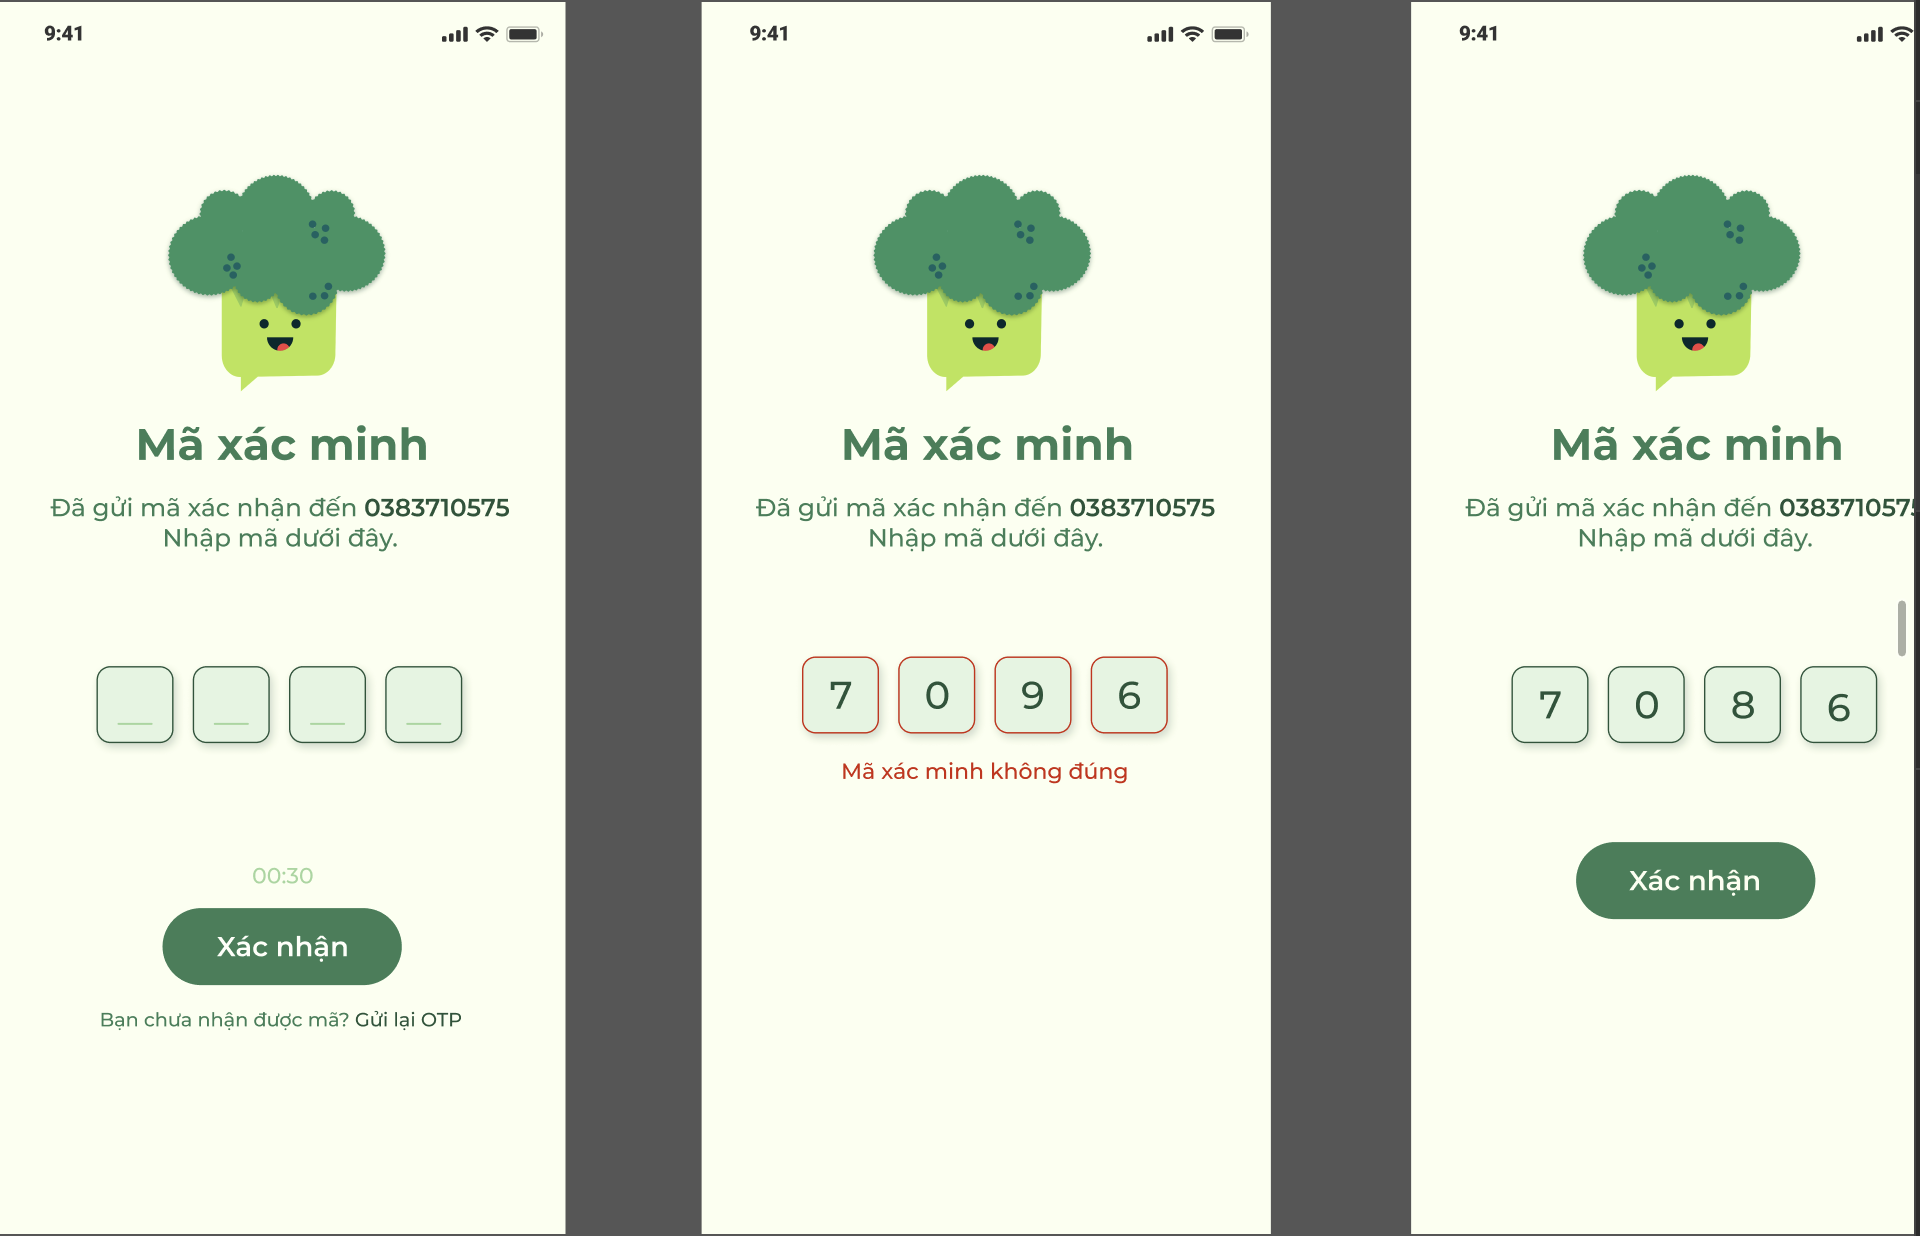 9:41
Mã xác minh
Đã gửi mã xác nhận đến 0383710575
Nhập mã dưới đây.
00:30
Xác nhận
Bạn chưa nhận được mã? Gửi lại OTP
9:41
Mã xác minh
Đã gửi mã xác nhận đến 0383710575
Nhập mã dưới đây.
7 0 9 6
Mã xác minh không đúng
9:41
Mã xác minh
Đã gửi mã xác nhận đến 0383710575
Nhập mã dưới đây.
7 0 8 6
Xác nhận